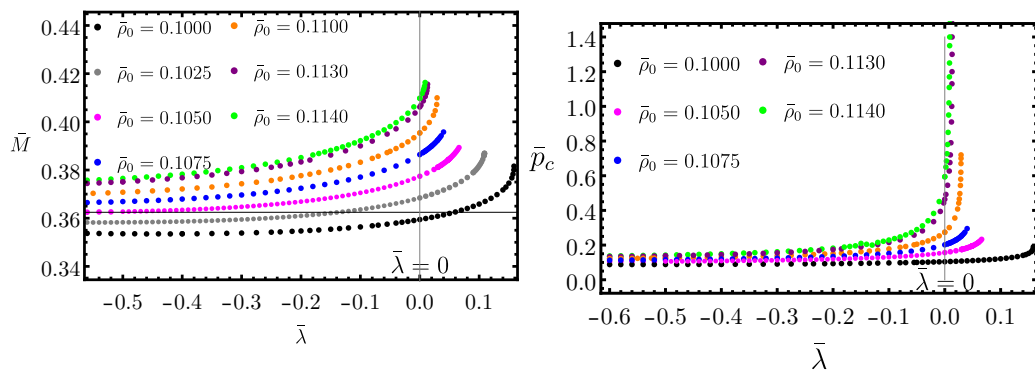 0.44
0.42
0.40
0.38
0.36
0.34
M̄
ρ̄₀ = 0.1000
ρ̄₀ = 0.1100
ρ̄₀ = 0.1025
ρ̄₀ = 0.1130
ρ̄₀ = 0.1050
ρ̄₀ = 0.1140
ρ̄₀ = 0.1075
λ̄ = 0
-0.5 -0.4 -0.3 -0.2 -0.1 0.0 0.1
λ̄
1.4
1.2
1.0
0.8
0.6
0.4
0.2
0.0
p̄c
ρ̄₀ = 0.1000
ρ̄₀ = 0.1130
ρ̄₀ = 0.1050
ρ̄₀ = 0.1140
ρ̄₀ = 0.1075
λ̄ = 0
-0.6 -0.5 -0.4 -0.3 -0.2 -0.1 0.0 0.1
λ̄